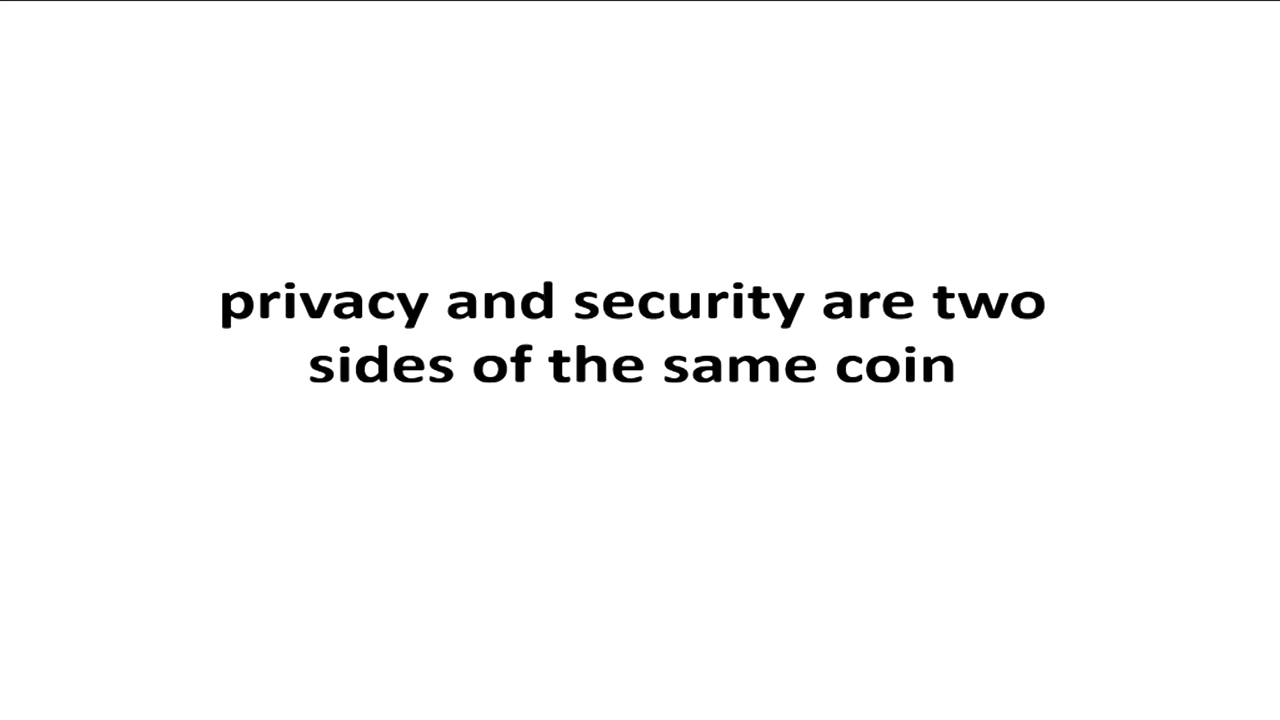 privacy and security are two
sides of the same coin